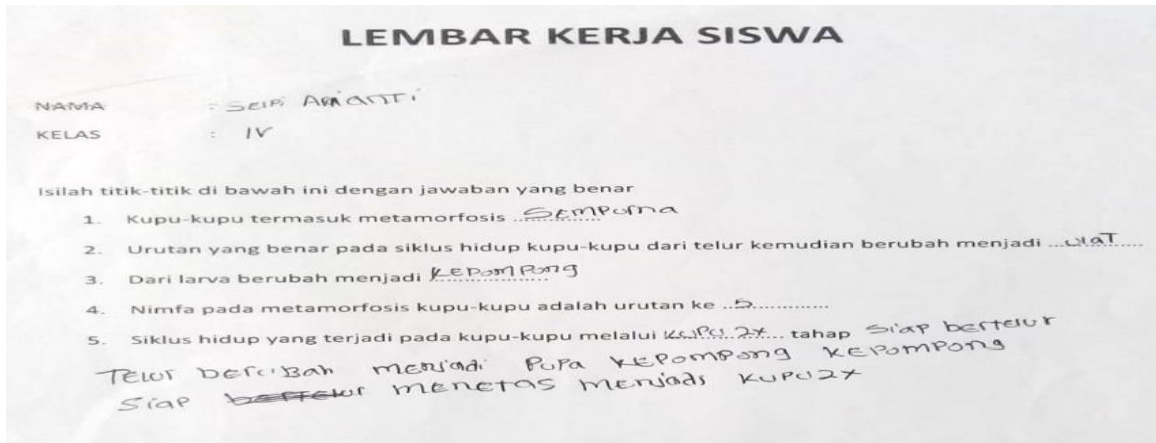 LEMBAR KERJA SISWA
NAMA : Seipi Arianti
KELAS : IV
Isilah titik-titik di bawah ini dengan jawaban yang benar
1. Kupu-kupu termasuk metamorfosis ..Sempurna
2. Urutan yang benar pada siklus hidup kupu-kupu dari telur kemudian berubah menjadi ...ulat....
3. Dari larva berubah menjadi kepompong
4. Nimfa pada metamorfosis kupu-kupu adalah urutan ke ..5............
5. Siklus hidup yang terjadi pada kupu-kupu melalui kupu 2x... tahap siap bertelur
Telur berubah menjadi pupa kepompong kepompong
siap bertelur menetas menjadi kupu2x